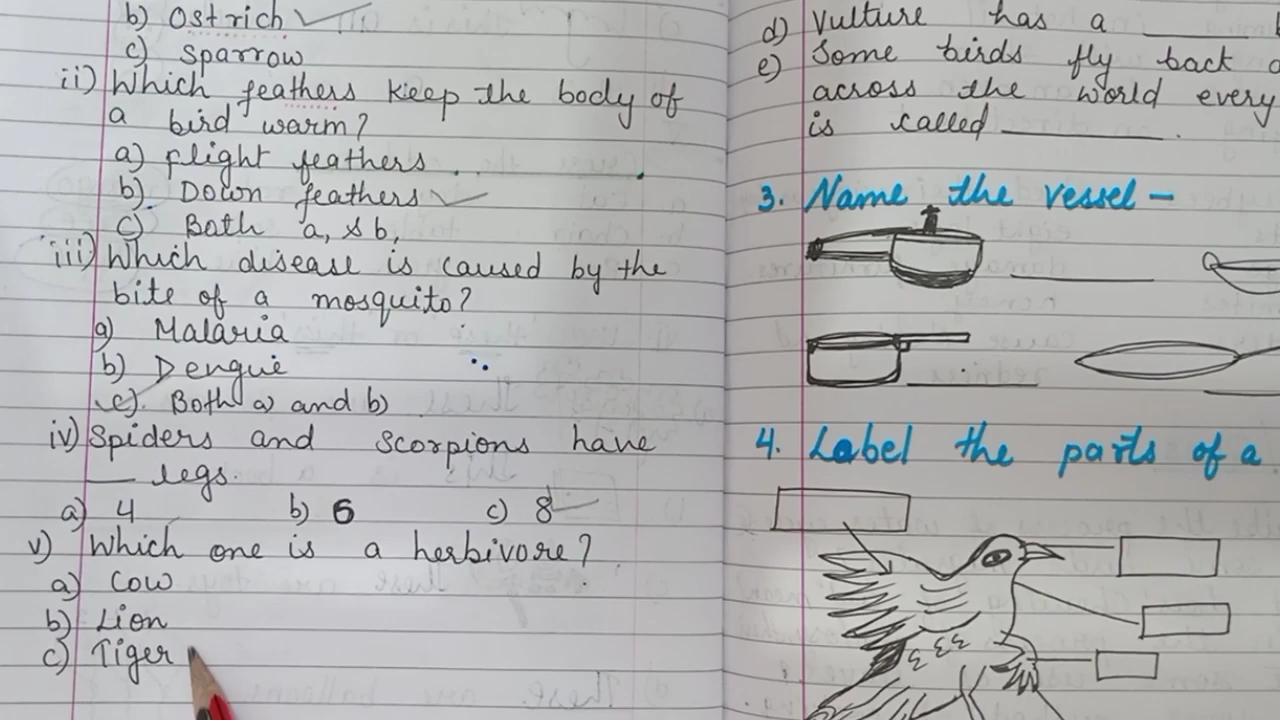 b) Ostrich
c) Sparrow
ii) Which feathers keep the body of
a bird warm?
a) flight feathers.
b). Down feathers
c) Both a, & b,
iii) Which disease is caused by the
bite of a mosquito?
a) Malaria
b) Dengue
c). Both a) and b)
iv) Spiders and Scorpions have
___ legs.
a) 4 b) 6 c) 8
v) Which one is a herbivore?
a) Cow
b) Lion
c) Tiger
d) Vulture has a ______
e) Some birds fly back
across the world every
is called ________.
3. Name the vessel -
4. Label the parts of a